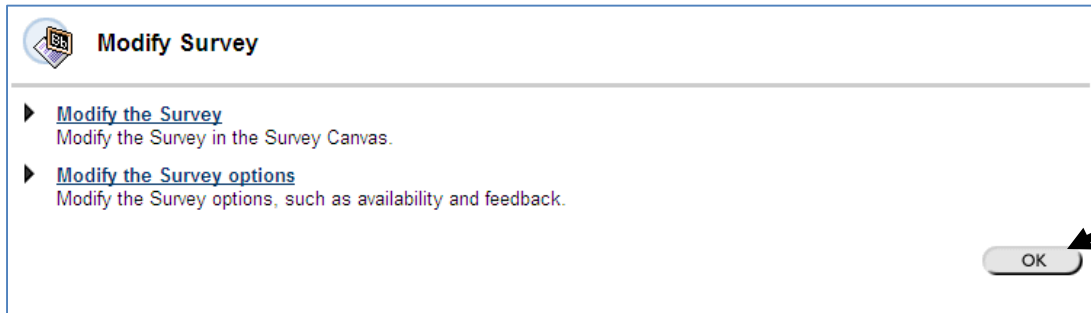 Bb
Modify Survey
Modify the Survey
Modify the Survey in the Survey Canvas.
Modify the Survey options
Modify the Survey options, such as availability and feedback.
OK